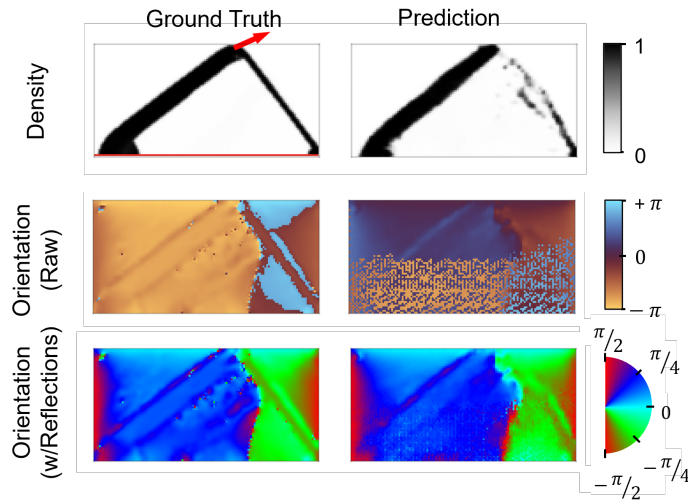 Ground Truth
Prediction
Density
1
0
Orientation
(Raw)
+ π
0
− π
Orientation
(w/Reflections)
π/2
π/4
0
−π/4
−π/2